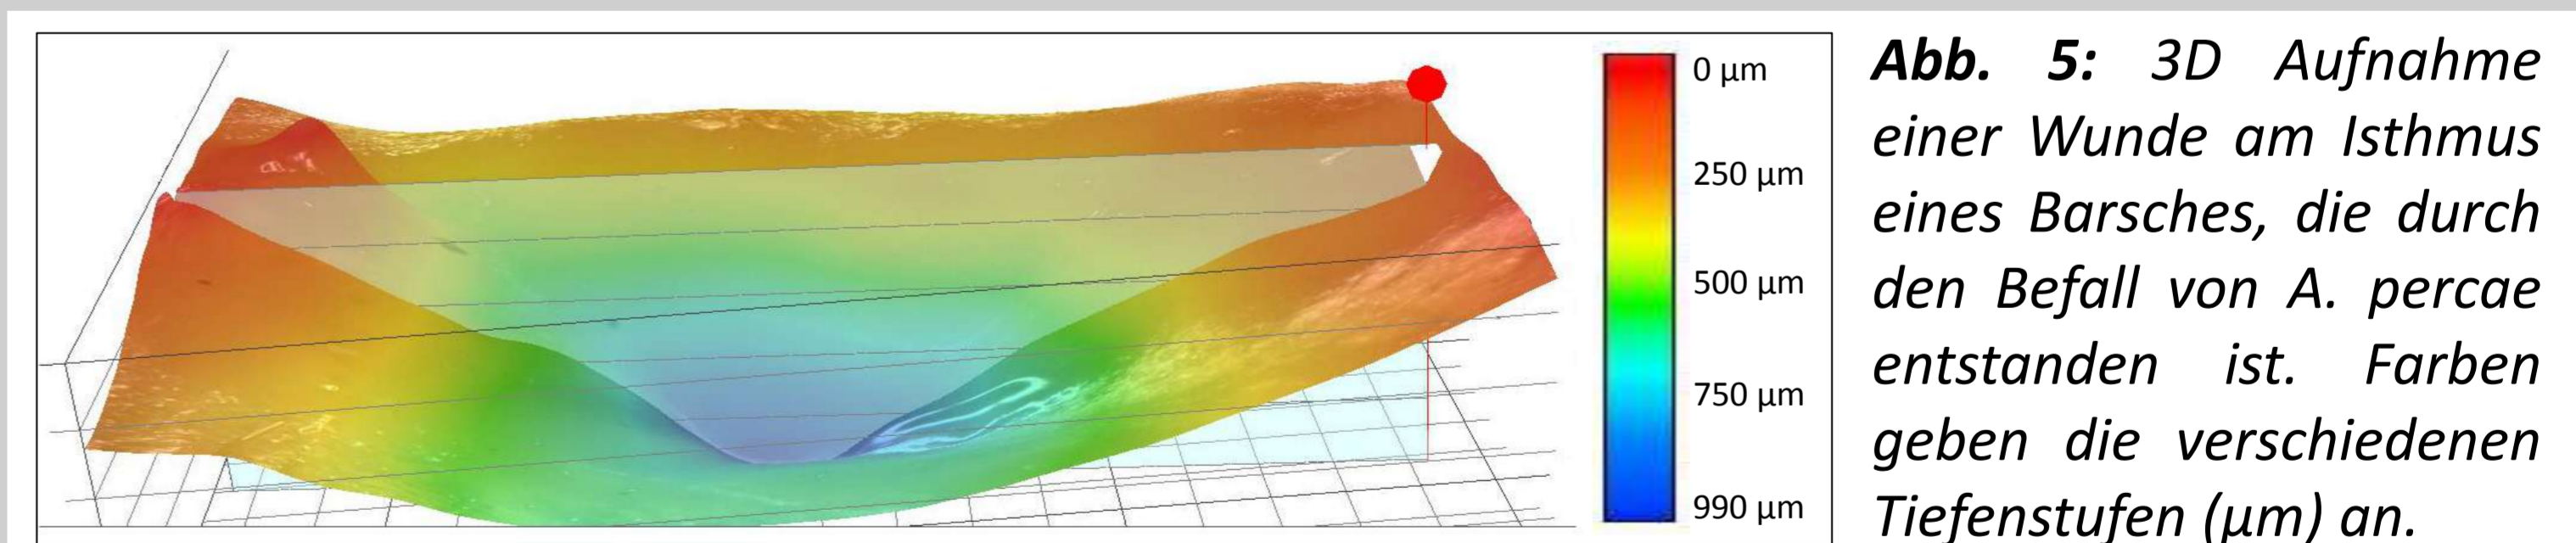 0 µm
250 µm
500 µm
750 µm
990 µm
Abb. 5: 3D Aufnahme
einer Wunde am Isthmus
eines Barsches, die durch
den Befall von A. percae
entstanden ist. Farben
geben die verschiedenen
Tiefenstufen (µm) an.